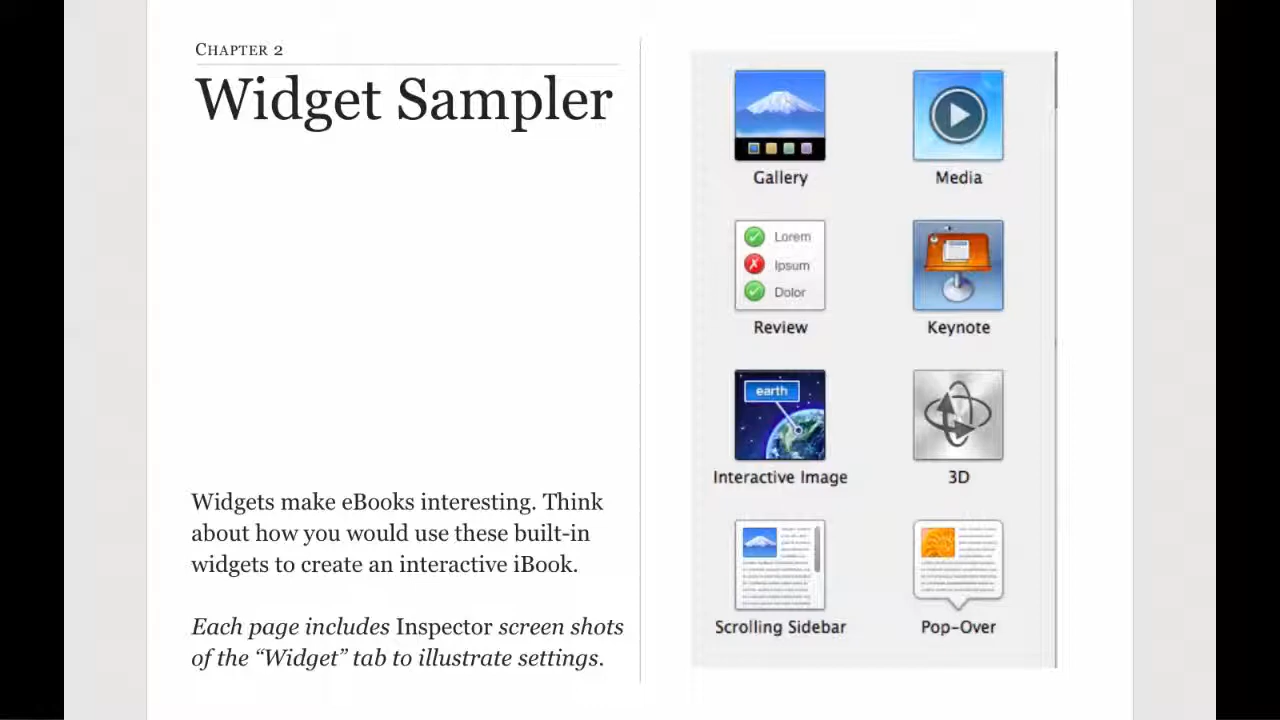 CHAPTER 2
Widget Sampler
Widgets make eBooks interesting. Think
about how you would use these built-in
widgets to create an interactive iBook.
Each page includes Inspector screen shots
of the “Widget” tab to illustrate settings.
Gallery
Media
Lorem
Ipsum
Dolor
Review
Keynote
earth
Interactive Image
3D
Scrolling Sidebar
Pop-Over